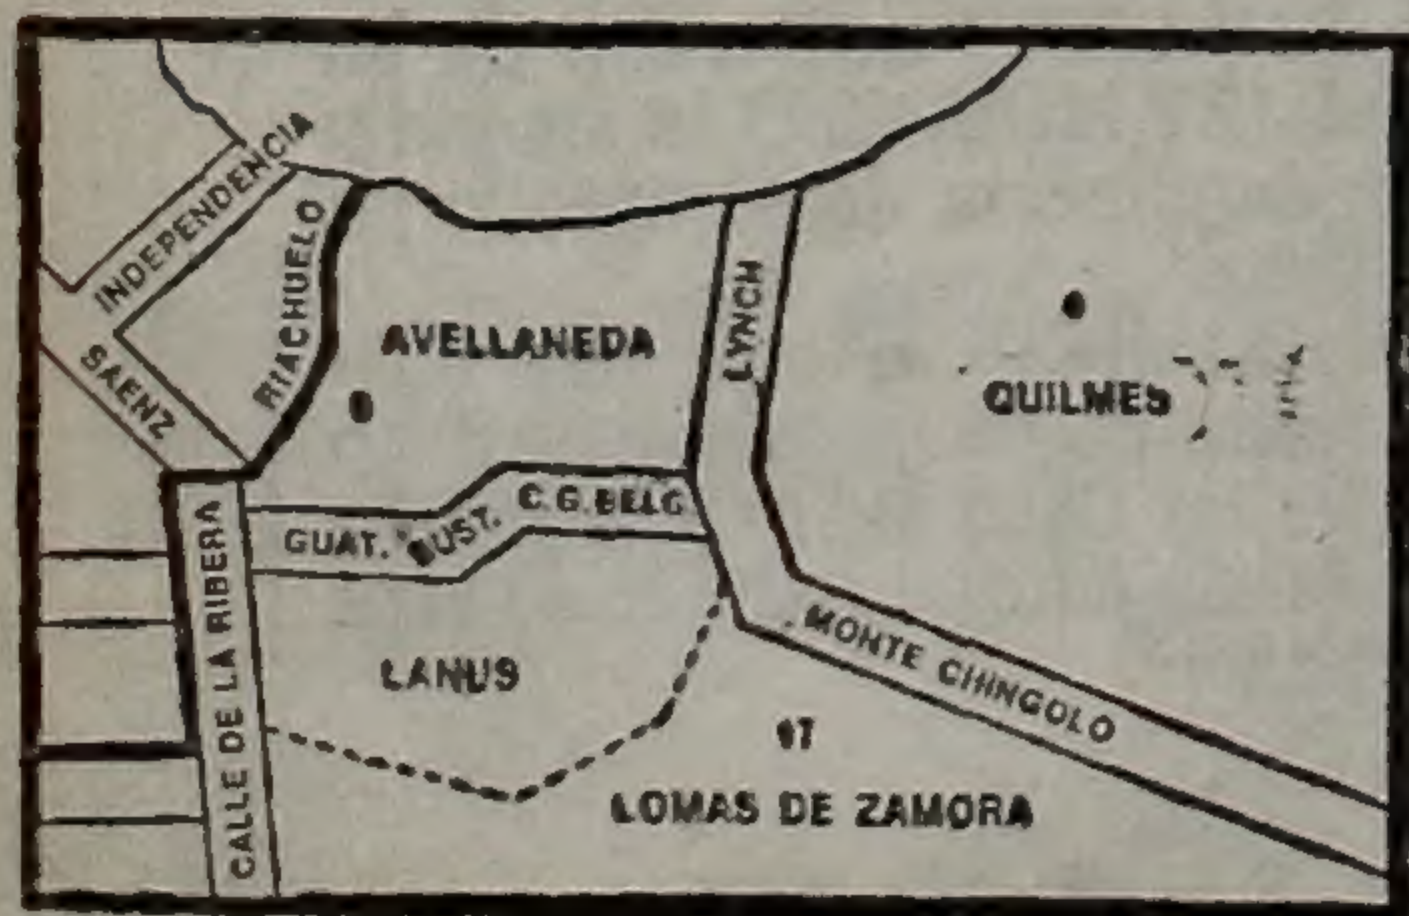 INDEPENDENCIA
SAENZ
RIACHUELO
AVELLANEDA
LYNCH
QUILMES
GUAT. BUST. C. G. BELG.
CALLE DE LA RIBERA
LANUS
MONTE CHINGOLO
LOMAS DE ZAMORA